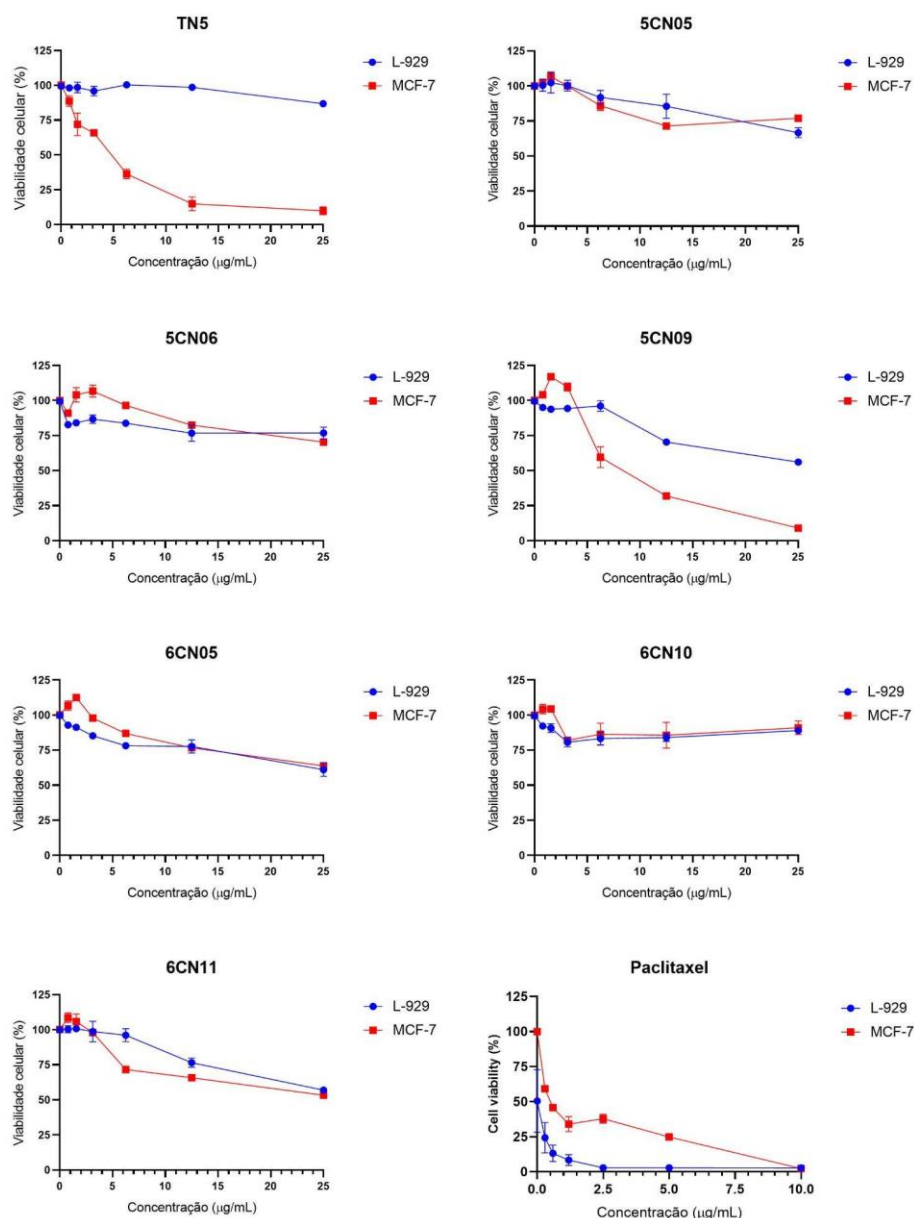 TN5
L-929
MCF-7
Viabilidade celular (%)
125
100
75
50
25
0
0 5 10 15 20 25
Concentração (μg/mL)
5CN05
L-929
MCF-7
Viabilidade celular (%)
125
100
75
50
25
0
0 5 10 15 20 25
Concentração (μg/mL)
5CN06
L-929
MCF-7
Viabilidade celular (%)
125
100
75
50
25
0
0 5 10 15 20 25
Concentração (μg/mL)
5CN09
L-929
MCF-7
Viabilidade celular (%)
125
100
75
50
25
0
0 5 10 15 20 25
Concentração (μg/mL)
6CN05
L-929
MCF-7
Viabilidade celular (%)
125
100
75
50
25
0
0 5 10 15 20 25
Concentração (μg/mL)
6CN10
L-929
MCF-7
Viabilidade celular (%)
125
100
75
50
25
0
0 5 10 15 20 25
Concentração (μg/mL)
6CN11
L-929
MCF-7
Viabilidade celular (%)
125
100
75
50
25
0
0 5 10 15 20 25
Concentração (μg/mL)
Paclitaxel
L-929
MCF-7
Cell viability (%)
125
100
75
50
25
0
0.0 2.5 5.0 7.5 10.0
Concentração (μg/mL)